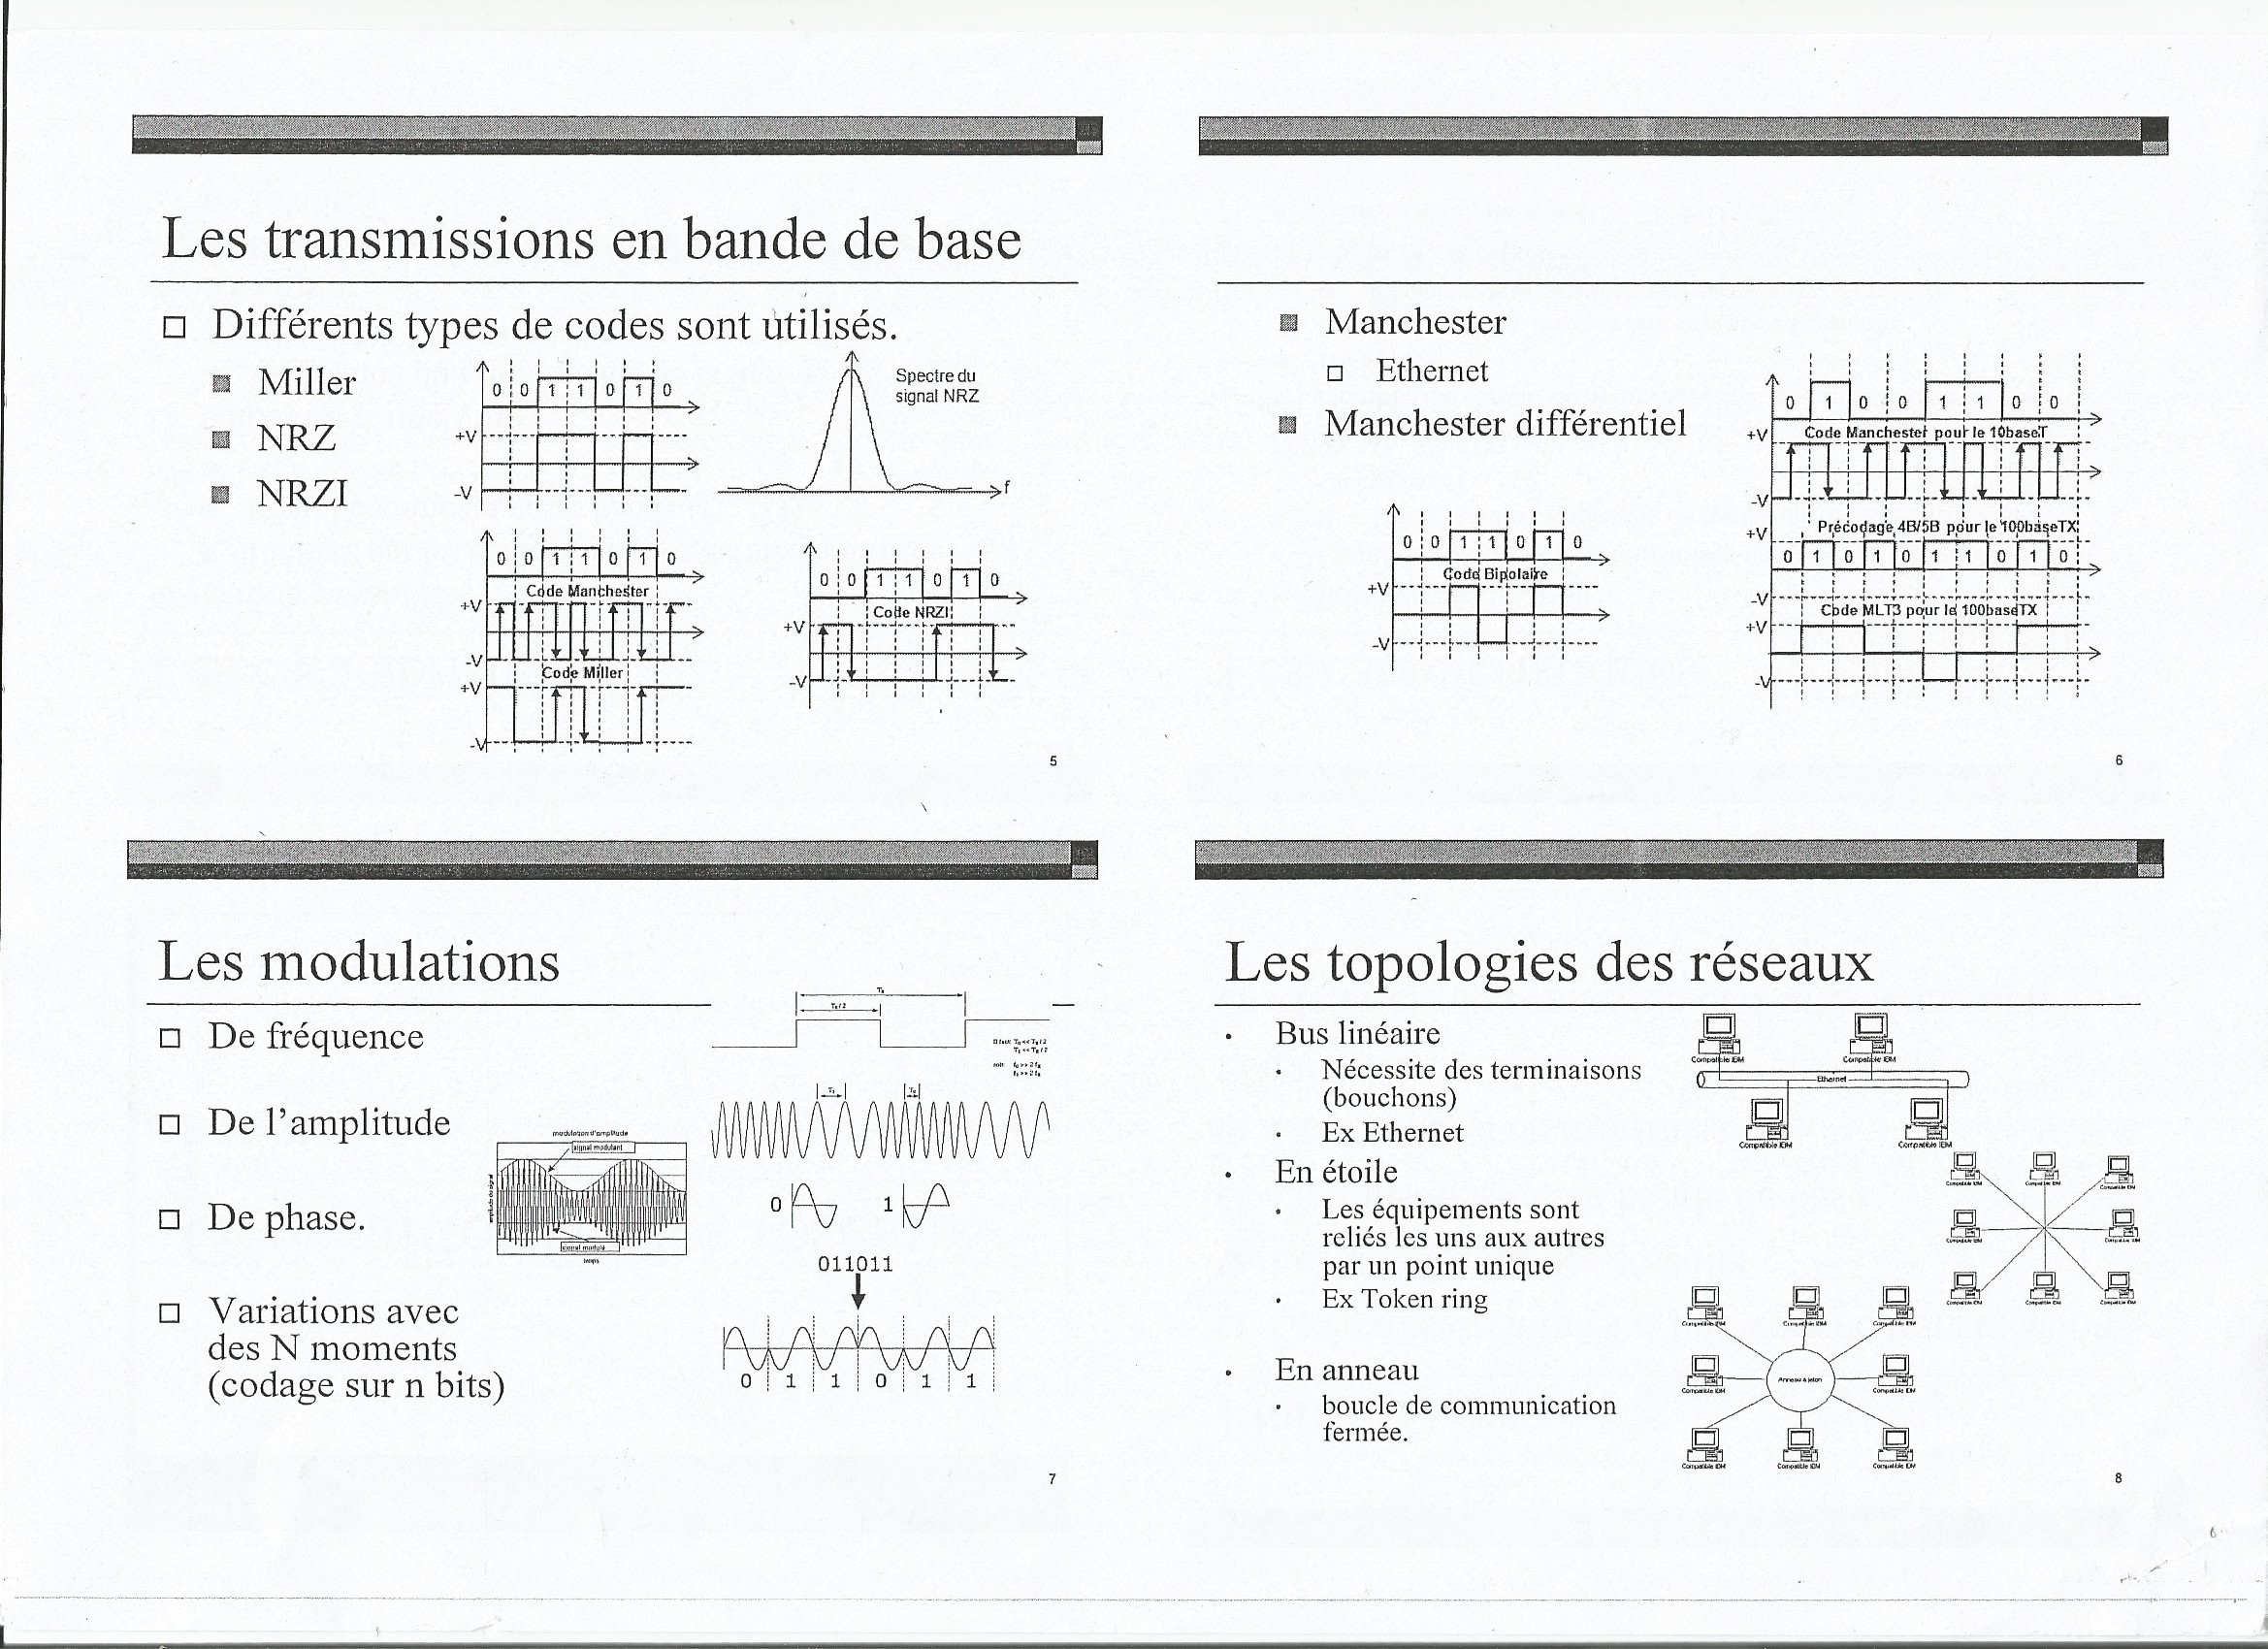 Les transmissions en bande de base
Différents types de codes sont utilisés.
Miller
NRZ
NRZI
0 0 1 1 0 1 0
+V
-V
Spectre du
signal NRZ
f
0 0 1 1 0 1 0
Code Manchester
+V
-V
Code Miller
+V
-V
0 0 1 1 0 1 0
Code NRZI
+V
-V
5
Manchester
Ethernet
Manchester différentiel
0 0 1 1 0 1 0
Code Bipolaire
+V
-V
0 1 0 0 1 1 0 0
+V
Code Manchester pour le 10baseT
-V
+V
Précodage 4B/5B pour le 100baseTX
0 1 0 1 0 1 1 0 1 0
-V
Code MLT3 pour le 100baseTX
+V
-V
6
Les modulations
De fréquence
De l'amplitude
De phase.
Variations avec
des N moments
(codage sur n bits)
modulation d'amplitude
signal modulant
signal modulé
temps
0 1
011011
0 1 1 0 1 1
7
Les topologies des réseaux
Bus linéaire
Nécessite des terminaisons
(bouchons)
Ex Ethernet
En étoile
Les équipements sont
reliés les uns aux autres
par un point unique
Ex Token ring
En anneau
boucle de communication
fermée.
Compatible IBM
Compatible IBM
Ethernet
Compatible IBM
Compatible IBM
Anneau à jeton
8